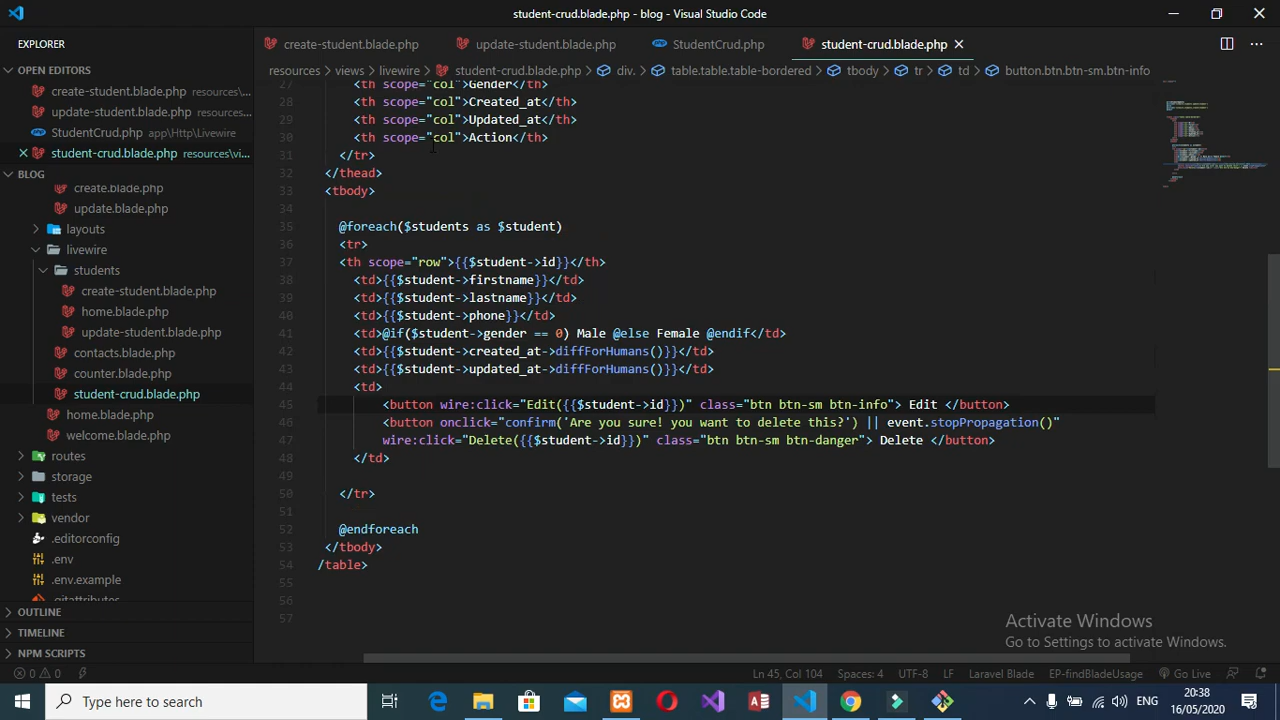 student-crud.blade.php - blog - Visual Studio Code
EXPLORER
create-student.blade.php
update-student.blade.php
StudentCrud.php
student-crud.blade.php
OPEN EDITORS
resources > views > livewire > student-crud.blade.php > div. > table.table.table-bordered > tbody > tr > td > button.btn.btn-sm.btn-info
create-student.blade.php resources\...
update-student.blade.php resources...
StudentCrud.php app\Http\Livewire
student-crud.blade.php resources\vi...
BLOG
create.blade.php
update.blade.php
layouts
livewire
students
create-student.blade.php
home.blade.php
update-student.blade.php
contacts.blade.php
counter.blade.php
student-crud.blade.php
home.blade.php
welcome.blade.php
routes
storage
tests
vendor
.editorconfig
.env
.env.example
.gitattributes
OUTLINE
TIMELINE
NPM SCRIPTS
27 <th scope="col">Gender</th>
28 <th scope="col">Created_at</th>
29 <th scope="col">Updated_at</th>
30 <th scope="col">Action</th>
31 </tr>
32 </thead>
33 <tbody>
34
35 @foreach($students as $student)
36 <tr>
37 <th scope="row">{{$student->id}}</th>
38 <td>{{$student->firstname}}</td>
39 <td>{{$student->lastname}}</td>
40 <td>{{$student->phone}}</td>
41 <td>@if($student->gender == 0) Male @else Female @endif</td>
42 <td>{{$student->created_at->diffForHumans()}}</td>
43 <td>{{$student->updated_at->diffForHumans()}}</td>
44 <td>
45 <button wire:click="Edit({{$student->id}})" class="btn btn-sm btn-info"> Edit </button>
46 <button onclick="confirm('Are you sure! you want to delete this?') || event.stopPropagation()"
47 wire:click="Delete({{$student->id}})" class="btn btn-sm btn-danger"> Delete </button>
48 </td>
49
50 </tr>
51
52 @endforeach
53 </tbody>
54 /table>
55
56
57
Activate Windows
Go to Settings to activate Windows.
0 0 Ln 45, Col 104 Spaces: 4 UTF-8 LF Laravel Blade EP-findBladeUsage Go Live
Type here to search
ENG
20:38
16/05/2020